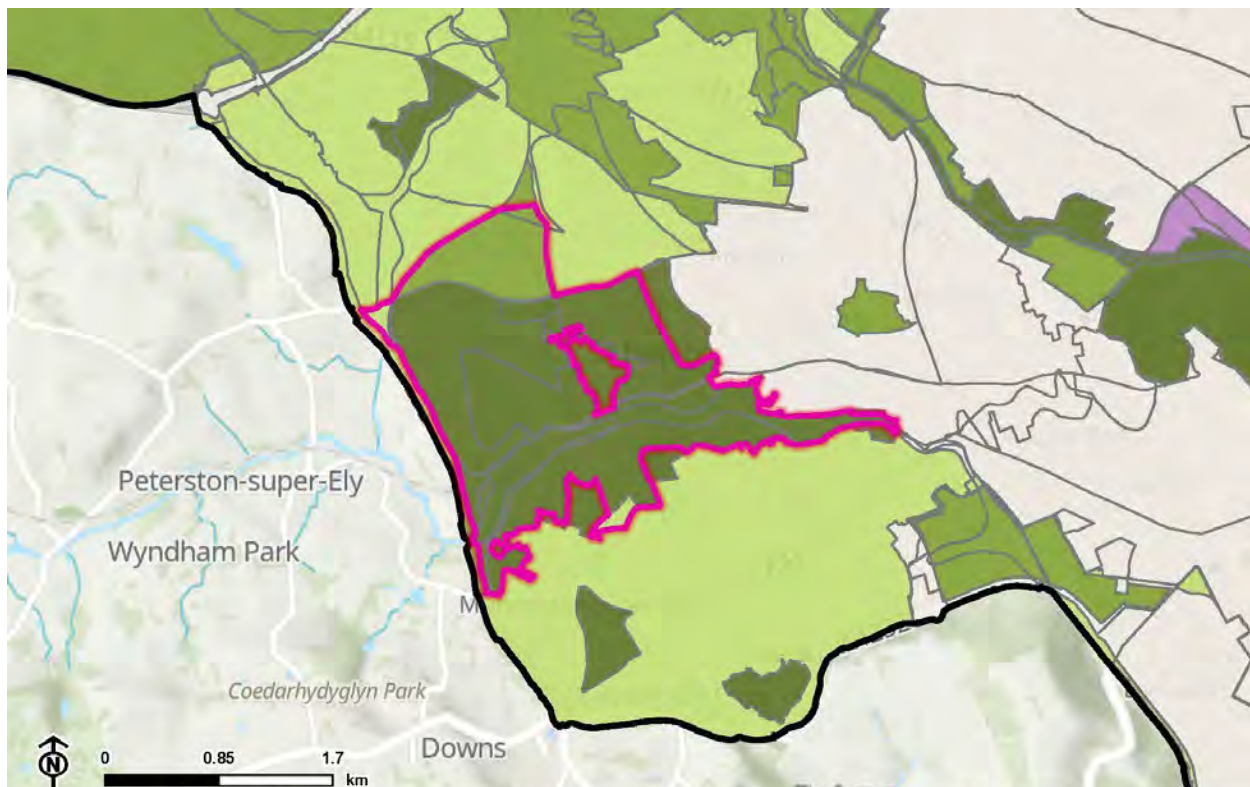 Peterston-super-Ely
Wyndham Park
M
Coedarhydyglyn Park
Downs
N
0 0.85 1.7
km